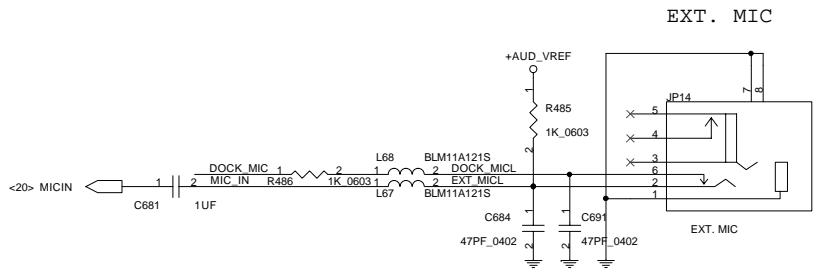 EXT. MIC
+AUD_VREF
1
R485
1K_0603
2
7
8
JP14
5
4
3
6
2
1
EXT. MIC
DOCK_MIC 1 2 L68 1 BLM11A121S 2 DOCK_MICL
<20> MICIN 1 2 MIC_IN R486 1K_0603 1 2 EXT_MICL
L67 BLM11A121S
C681 1UF
1 C684 2
47PF_0402
1 C691 2
47PF_0402